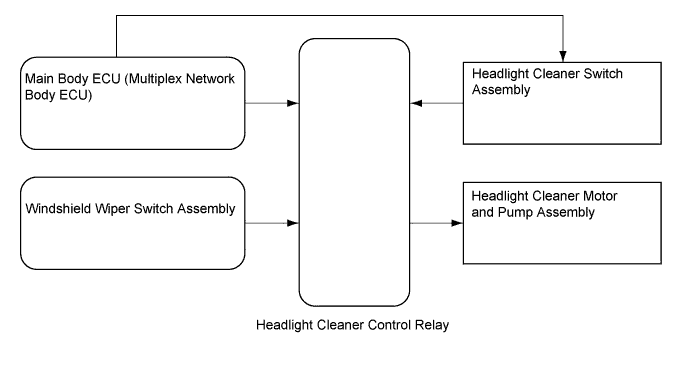 Main Body ECU (Multiplex Network
Body ECU)
Headlight Cleaner Switch
Assembly
Windshield Wiper Switch Assembly
Headlight Cleaner Motor
and Pump Assembly
Headlight Cleaner Control Relay